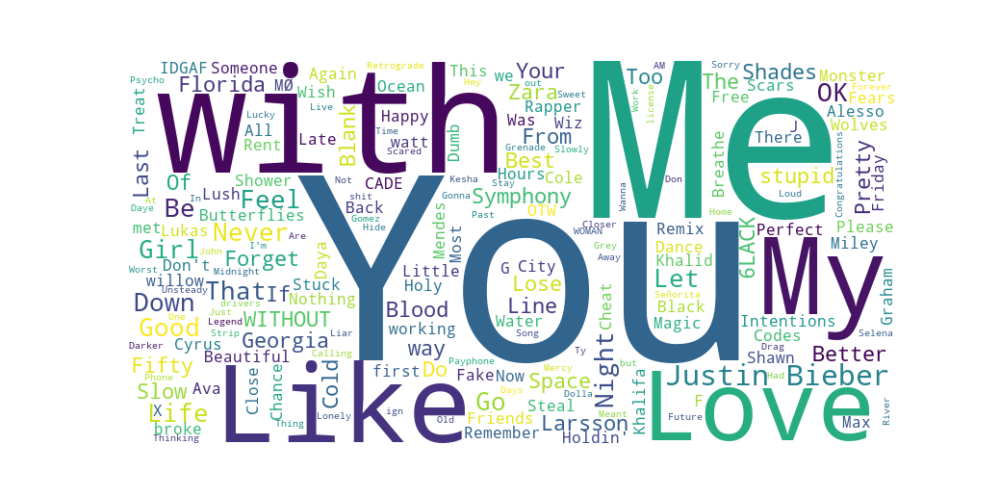 IDGAF Someone
Psycho
Florida MØ
Treat
Again
Wish
Retrograde
Hey
Live
Ocean
This
we
out
Your
Zara
Sweet
Rapper
Was
Wiz
From
Too
AM
Sorry
The
Free
Work
license
Shades
Scars
OK
Monster
Forever
Fears
Alesso
Wolves
with
Me
Lucky
All
Rent
Late
Blank
Happy
Time
Watt
Scared
Dumb
Grenade
Slowly
Best
Hours
Cole
There
J
Breathe
stupid
Congratulations
Pretty
Friday
Last
Of
Shower
Not
shit
CADE
Kesha
Stay
Gonna
Symphony
OTW
Wanna
Don
Loud
At
Daye
In
Be
Lush
Feel
Butterflies
Gomez
Back
Hide
Mendes
Past
Most
Closer
WOMAN
Home
6LACK
Please
met
Lukas
Never
Are
You
Remix
Perfect
Miley
Girl
I'm
John
Forget
Daya
Grey
Dance
Khalid
Away
My
Worst
Don't
Midnight
Little
G
City
Let
Graham
willow
Unsteady
That
If
Stuck
Nothing
Holy
Lose
Señorita
Black
Down
drivers
Just
One
Legend
WITHOUT
Blood
Line
Water
Song
Magic
Intentions
Codes
Selena
Good
Strip
Georgia
Liar
working
Cheat
Darker
Cyrus
Beautiful
way
Night
Ty
but
Drag
Shawn
Better
Fifty
Calling
Payphone
Mercy
Phone
Ava
Close
Chance
Cold
first
Do
Fake
Now
Space
Days
Dolla
Had
Justin Bieber
Slow
X
Life
Like
Go
Steal
Khalifa
F
Love
Future
Max
River
broke
Lonely
ign
Old
Friends
Larsson
Meant
Thing
Thinking
Remember
Holdin'